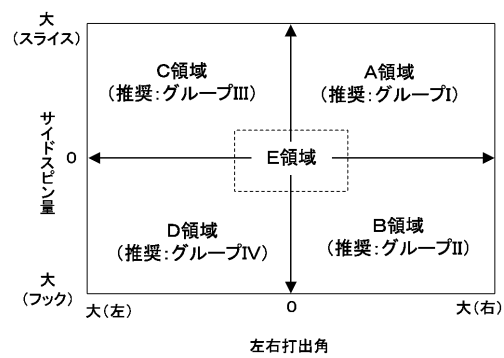 大
(スライス)
C領域
(推奨:グループⅢ)
A領域
(推奨:グループⅠ)
サイドスピン量
0
E領域
D領域
(推奨:グループⅣ)
B領域
(推奨:グループⅡ)
大
(フック)
大(左)
0
大(右)
左右打出角